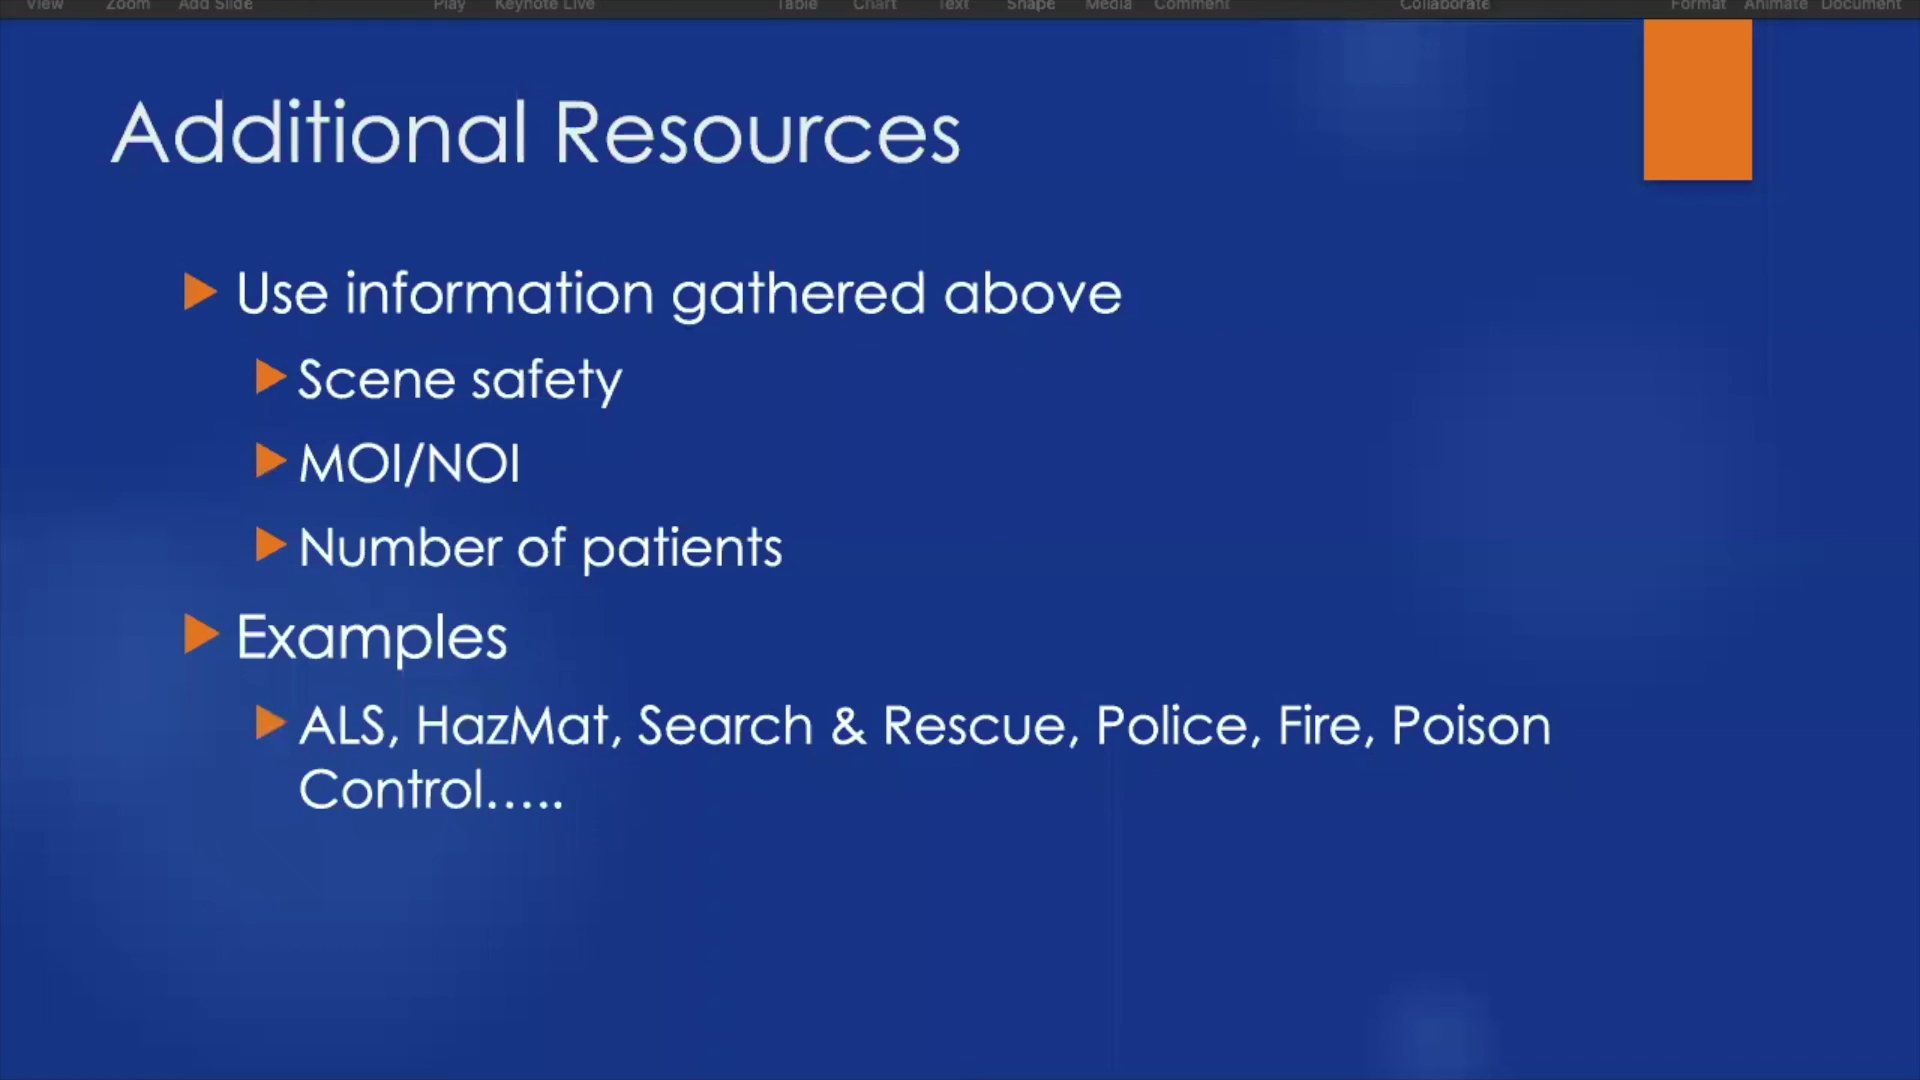 View Zoom Add Slide Play Keynote Live Table Chart Text Shape Media Comment Collaborate Format Animate Document
Additional Resources
Use information gathered above
Scene safety
MOI/NOI
Number of patients
Examples
ALS, HazMat, Search & Rescue, Police, Fire, Poison
Control.....